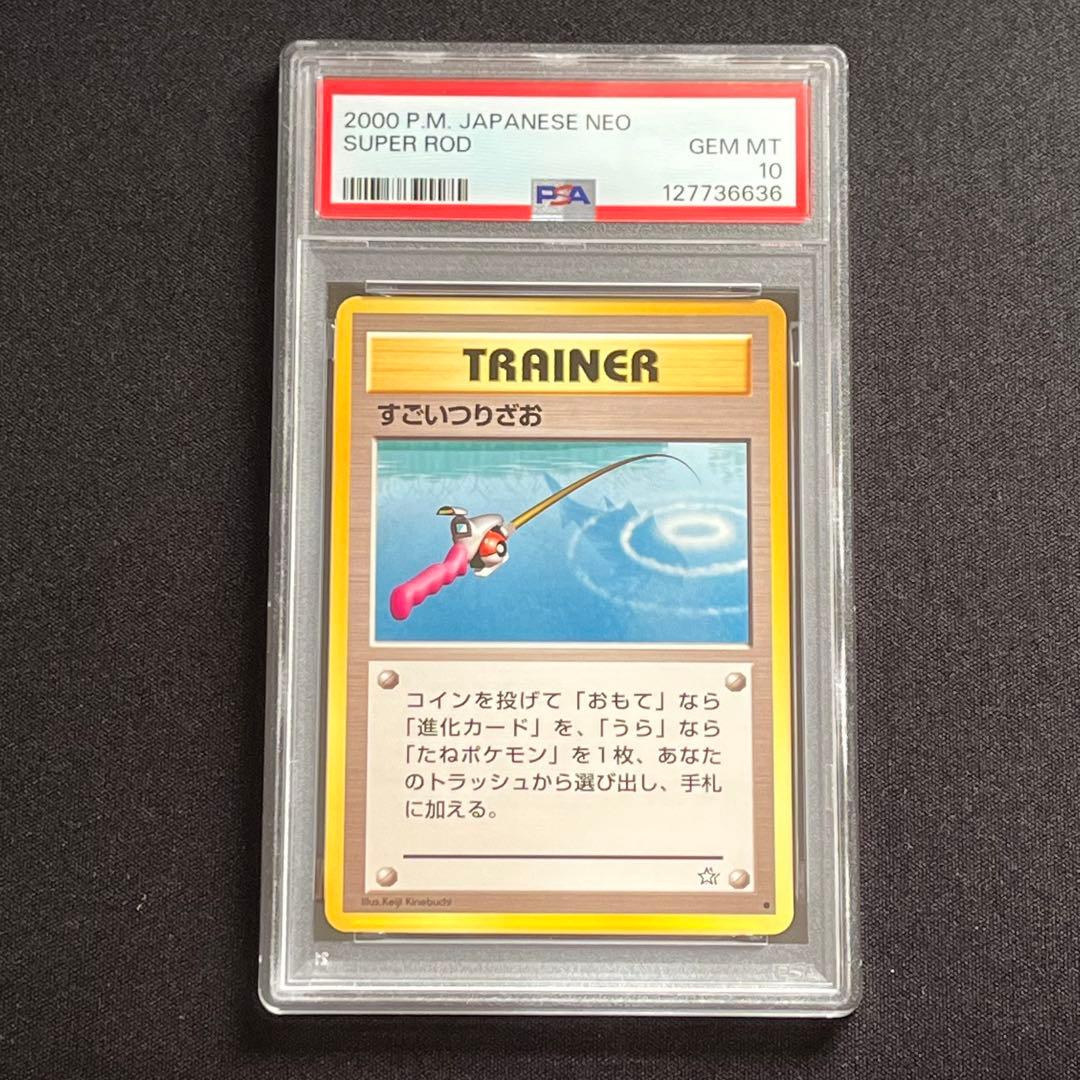 2000 P.M. JAPANESE NEO
SUPER ROD
GEM MT
10
PSA
127736636
TRAINER
すごいつりざお
コインを投げて「おもて」なら
「進化カード」を、「うら」なら
「たねポケモン」を1枚、あなた
のトラッシュから選び出し、手札
に加える。
Illus.Keiji Kinebuchi
PSA